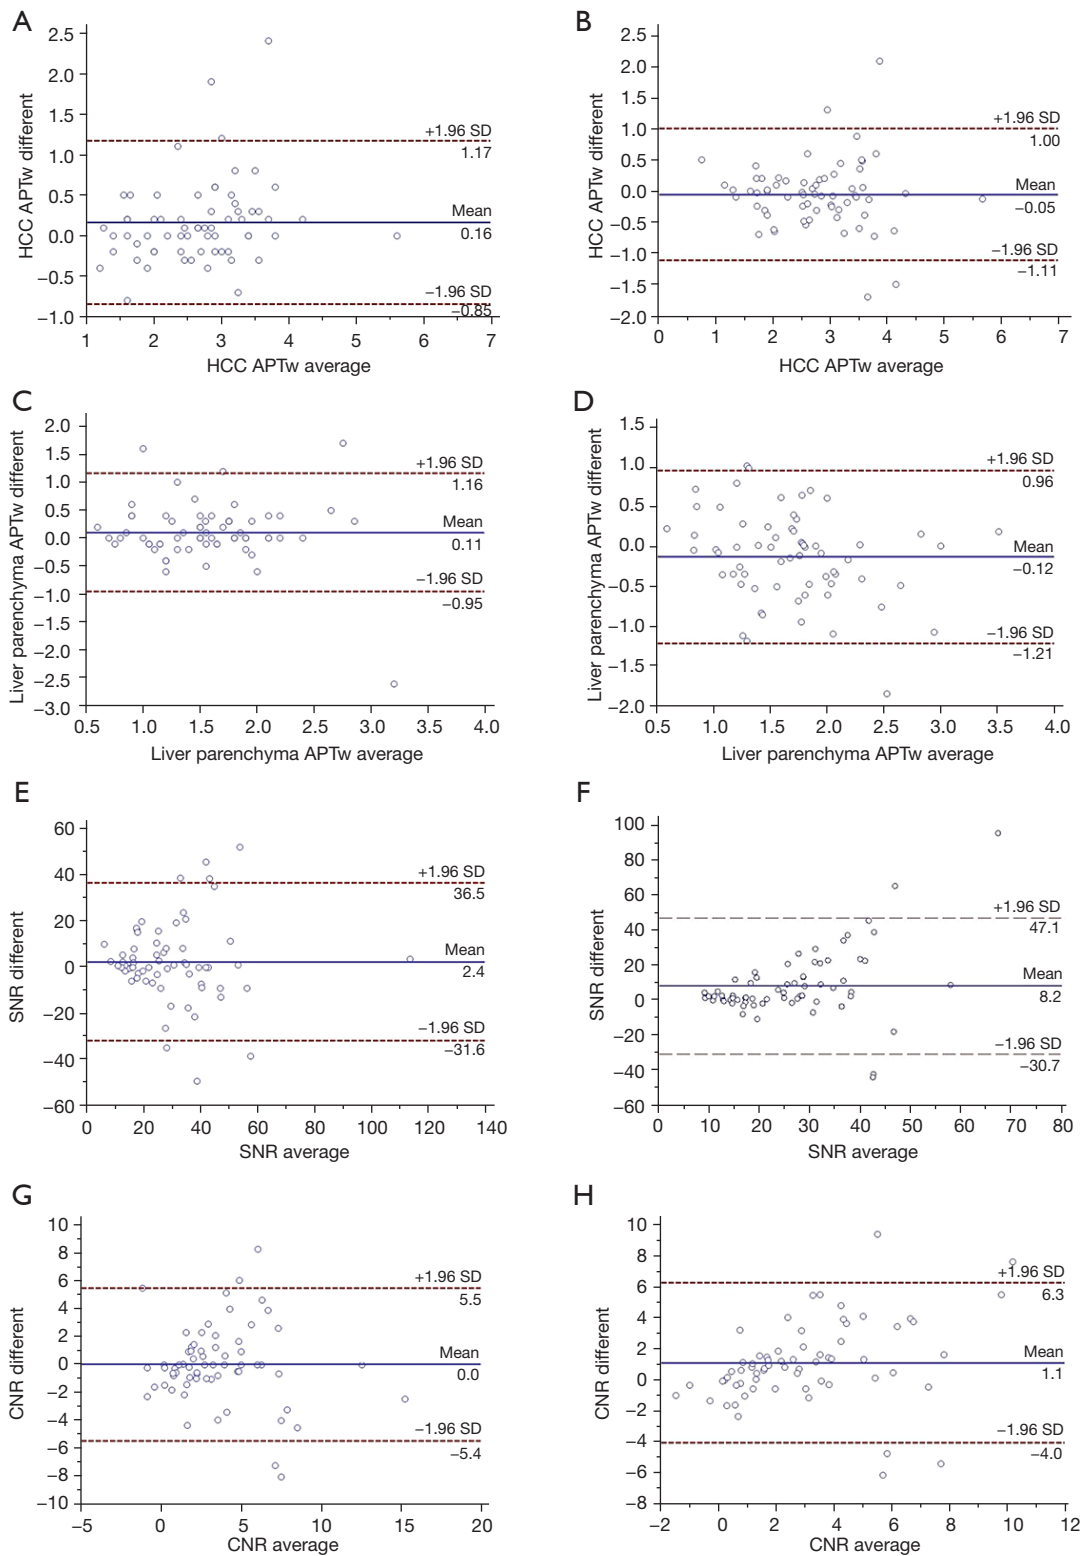 A
HCC APTw different
2.5
2.0
1.5
1.0
0.5
0.0
−0.5
−1.0
+1.96 SD
1.17
Mean
0.16
−1.96 SD
−0.85
1 2 3 4 5 6 7
HCC APTw average
B
HCC APTw different
2.5
2.0
1.5
1.0
0.5
0.0
−0.5
−1.0
−1.5
−2.0
+1.96 SD
1.00
Mean
−0.05
−1.96 SD
−1.11
0 1 2 3 4 5 6 7
HCC APTw average
C
Liver parenchyma APTw different
2.0
1.5
1.0
0.5
0.0
−0.5
−1.0
−1.5
−2.0
−2.5
−3.0
+1.96 SD
1.16
Mean
0.11
−1.96 SD
−0.95
0.5 1.0 1.5 2.0 2.5 3.0 3.5 4.0
Liver parenchyma APTw average
D
Liver parenchyma APTw different
1.5
1.0
0.5
0.0
−0.5
−1.0
−1.5
−2.0
+1.96 SD
0.96
Mean
−0.12
−1.96 SD
−1.21
0.5 1.0 1.5 2.0 2.5 3.0 3.5 4.0
Liver parenchyma APTw average
E
SNR different
60
40
20
0
−20
−40
−60
+1.96 SD
36.5
Mean
2.4
−1.96 SD
−31.6
0 20 40 60 80 100 120 140
SNR average
F
SNR different
100
80
60
40
20
0
−20
−40
−60
+1.96 SD
47.1
Mean
8.2
−1.96 SD
−30.7
0 10 20 30 40 50 60 70 80
SNR average
G
CNR different
10
8
6
4
2
0
−2
−4
−6
−8
−10
+1.96 SD
5.5
Mean
0.0
−1.96 SD
−5.4
−5 0 5 10 15 20
CNR average
H
CNR different
10
8
6
4
2
0
−2
−4
−6
−8
+1.96 SD
6.3
Mean
1.1
−1.96 SD
−4.0
−2 0 2 4 6 8 10 12
CNR average